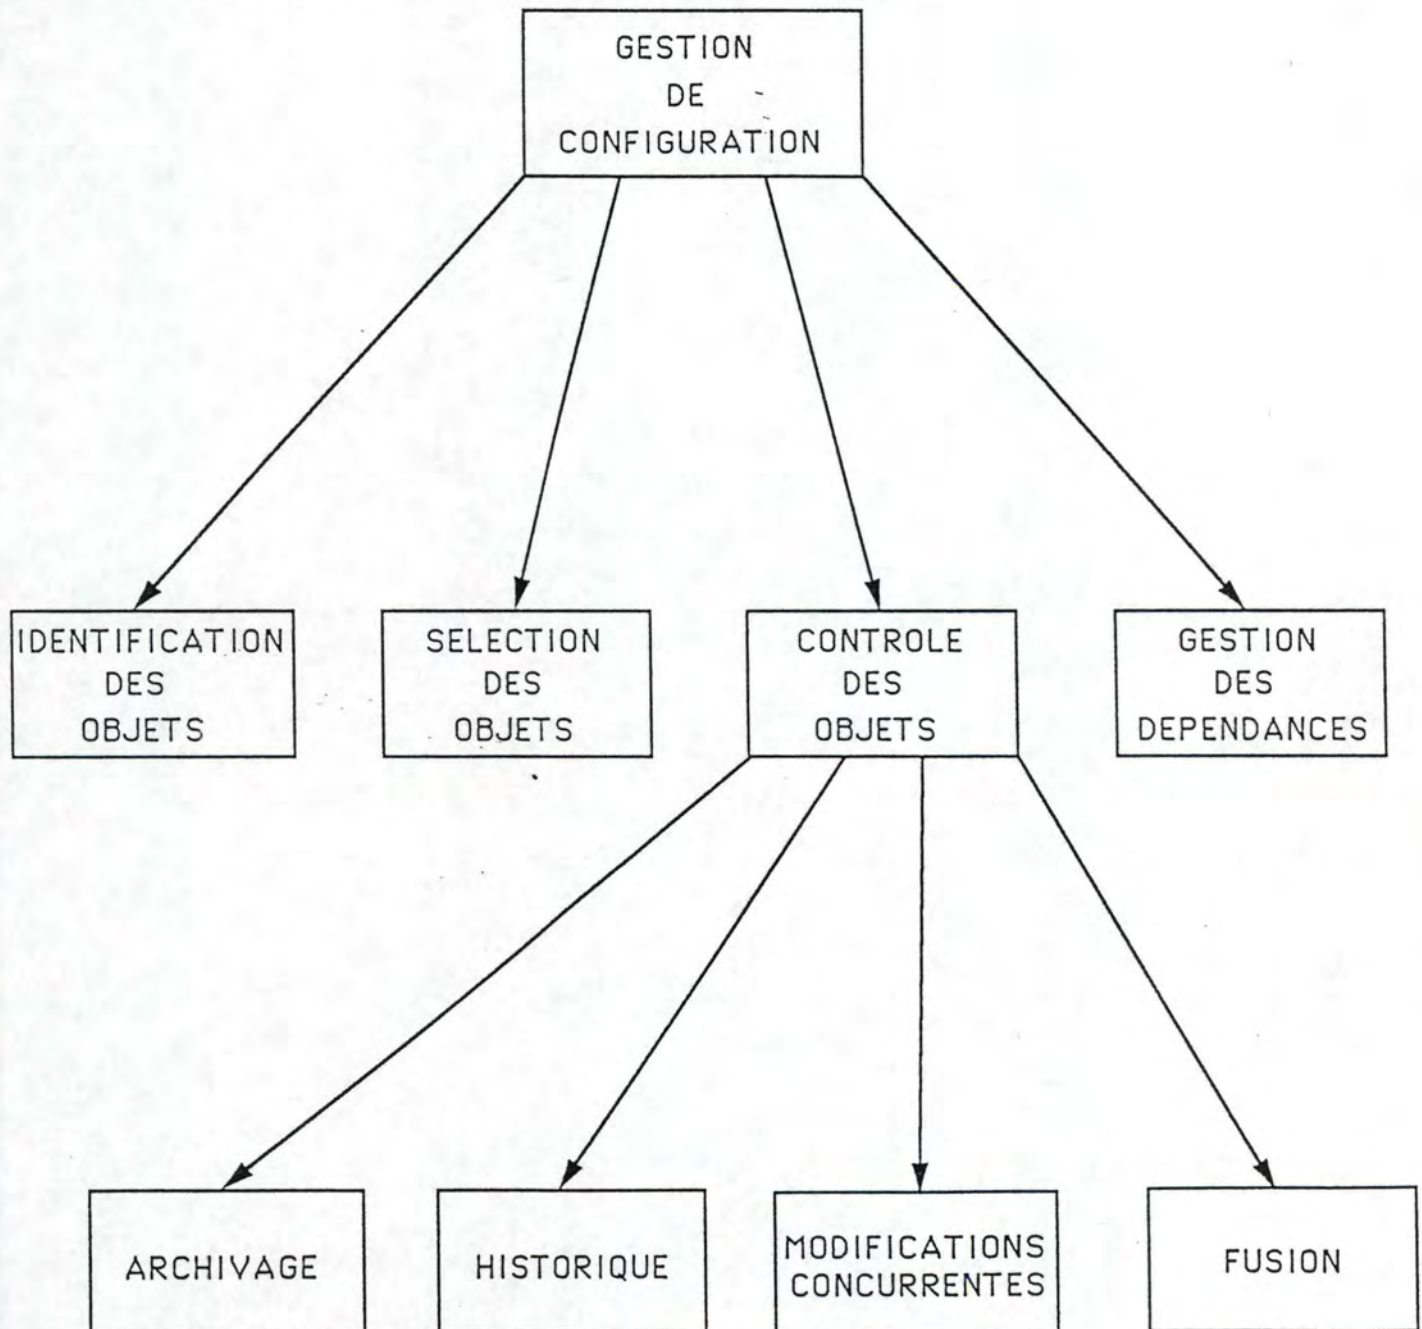 GESTION
DE
CONFIGURATION
IDENTIFICATION
DES
OBJETS
SELECTION
DES
OBJETS
CONTROLE
DES
OBJETS
GESTION
DES
DEPENDANCES
ARCHIVAGE
HISTORIQUE
MODIFICATIONS
CONCURRENTES
FUSION